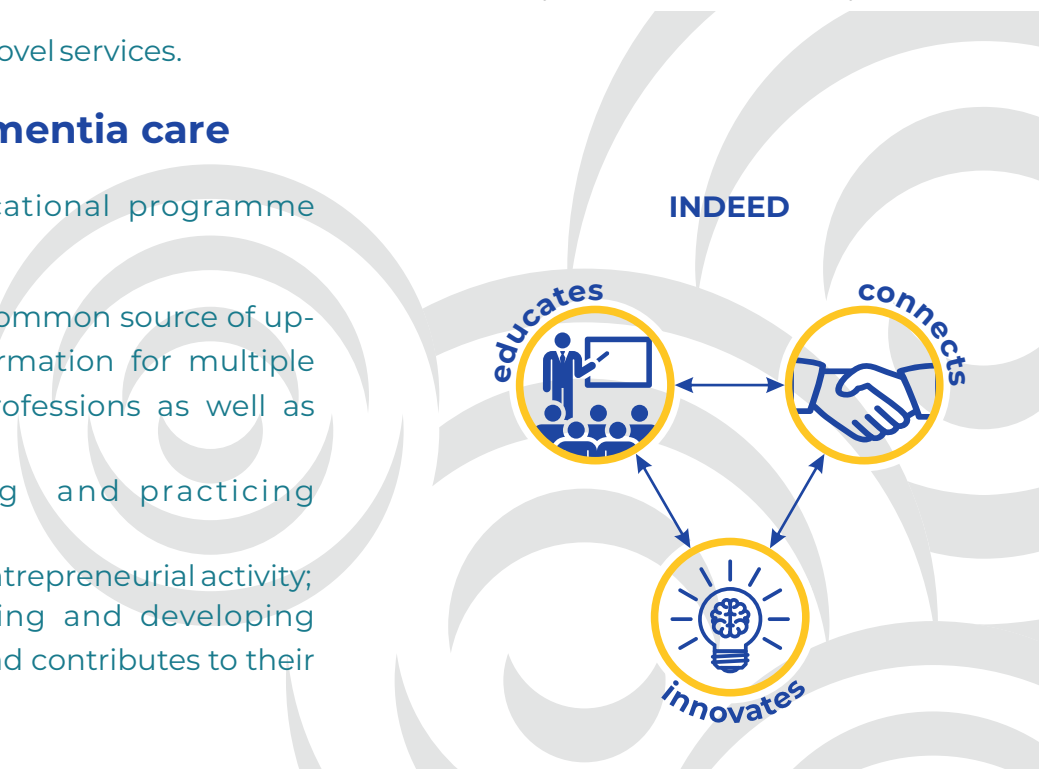 ovel services.
mentia care
cational programme
ommon source of up-
rmation for multiple
rofessions as well as
g and practicing
ntrepreneurial activity;
ing and developing
nd contributes to their
INDEED
educates
connects
innovates